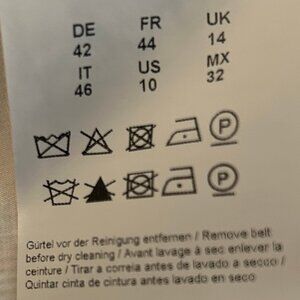 DE FR UK
42 44 14
IT US MX
46 10 32
P
P
Gürtel vor der Reinigung entfernen / Remove belt
before dry cleaning / Avant lavage à sec enlever la
ceinture / Tirar a correia antes de lavado a secco /
Quintar cinta de cintura antes lavado en seco